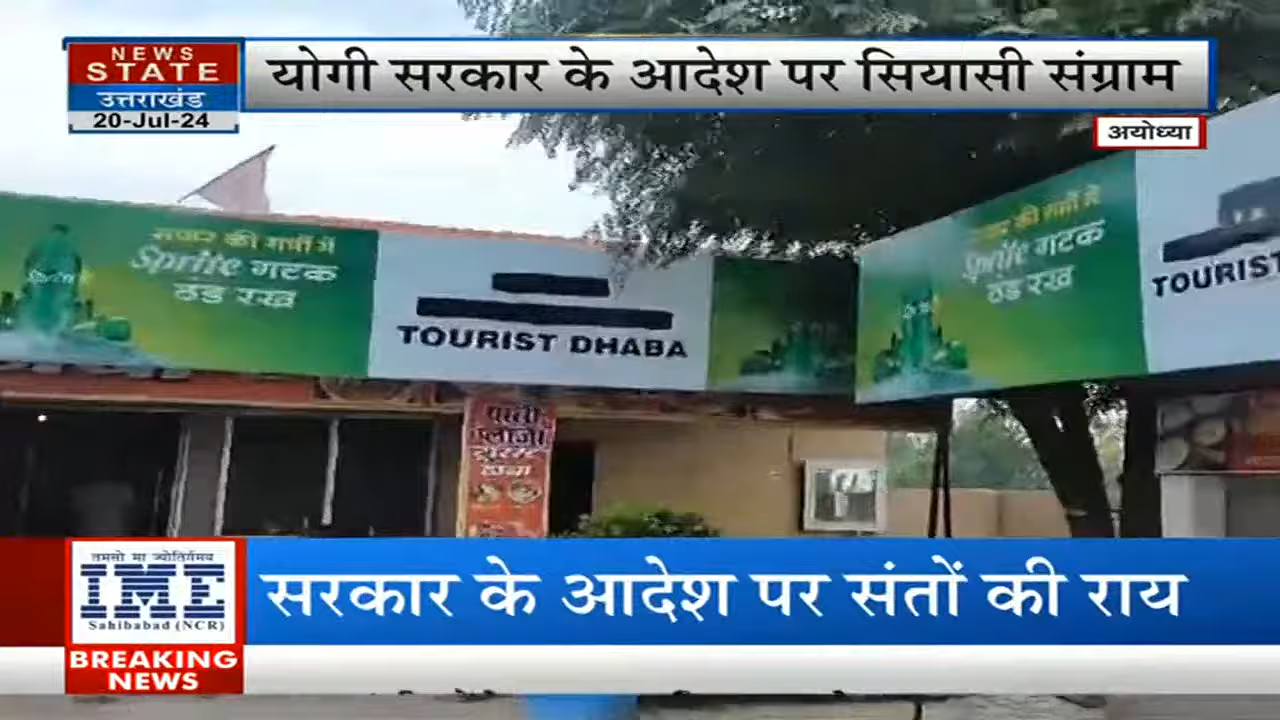 NEWS
STATE
उत्तराखंड
20-Jul-24
योगी सरकार के आदेश पर सियासी संग्राम
अयोध्या
Sprite गटक
ठंड रख
TOURIST DHABA
Sprite गटक
ठंड रख
TOURIST
तमसो मा ज्योतिर्गमय
IME
Sahibabad (NCR)
BREAKING
NEWS
सरकार के आदेश पर संतों की राय